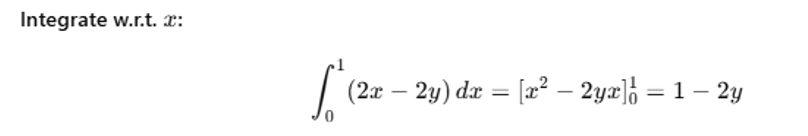 Integrate w.r.t. x:
∫₀¹ (2x − 2y) dx = [x² − 2yx]₀¹ = 1 − 2y